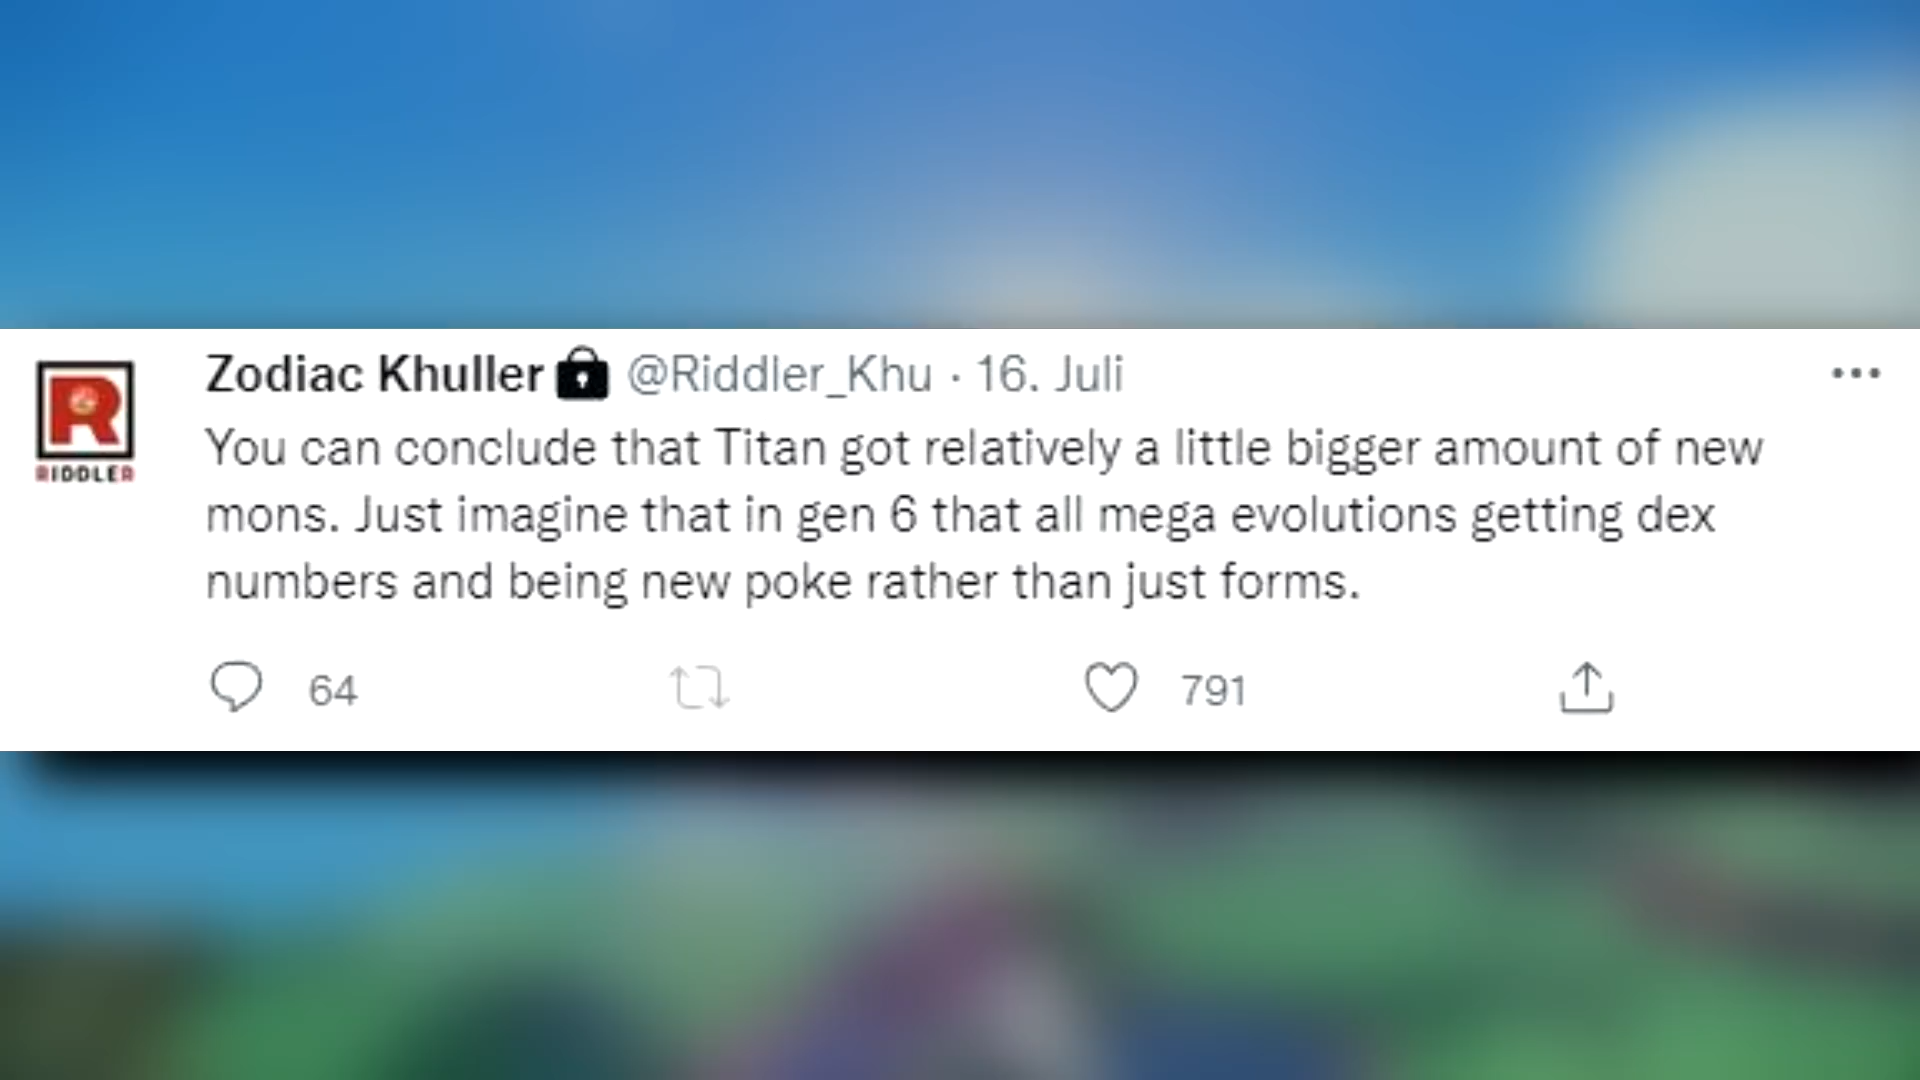 Zodiac Khuller @Riddler_Khu · 16. Juli
You can conclude that Titan got relatively a little bigger amount of new
mons. Just imagine that in gen 6 that all mega evolutions getting dex
numbers and being new poke rather than just forms.
R
RIDDLER
64 791